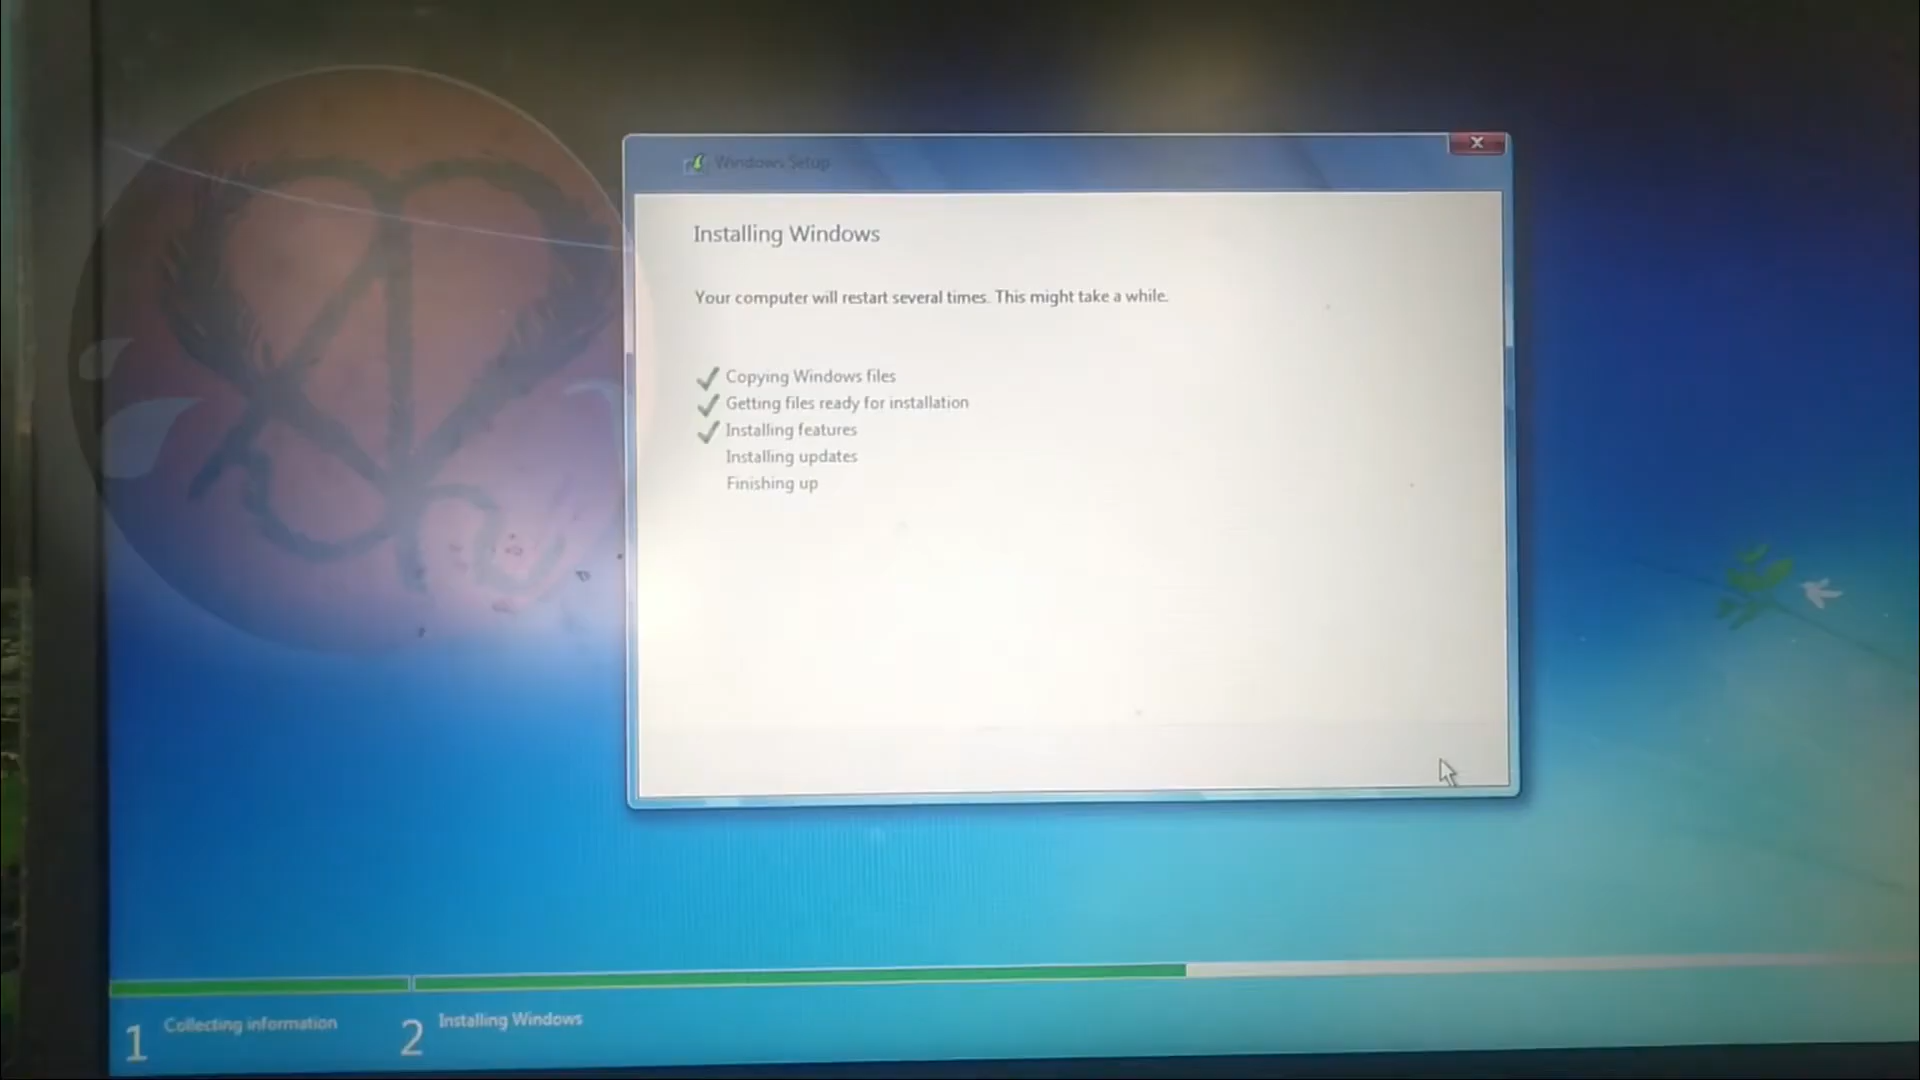 Windows Setup
Installing Windows
Your computer will restart several times. This might take a while.
Copying Windows files
Getting files ready for installation
Installing features
Installing updates
Finishing up
1 Collecting information
2 Installing Windows